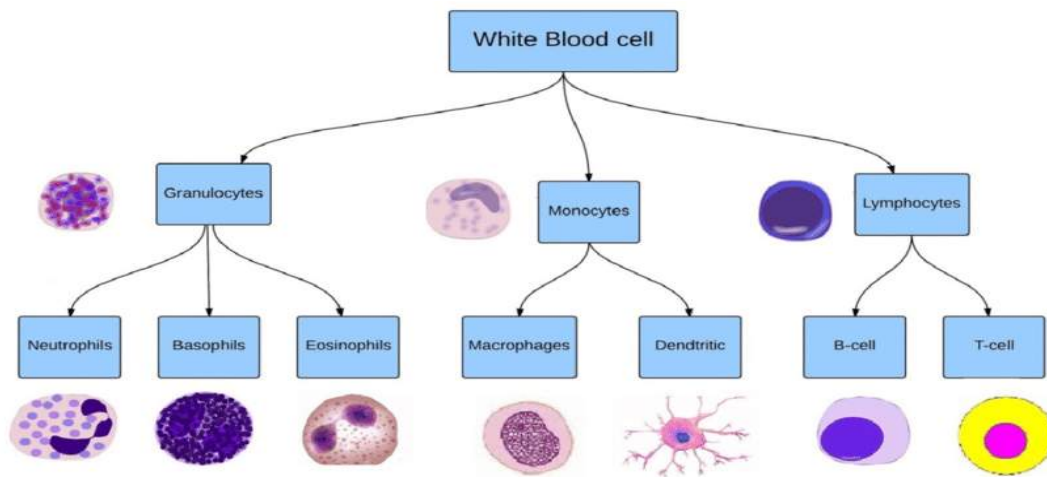 White Blood cell
Granulocytes
Monocytes
Lymphocytes
Neutrophils
Basophils
Eosinophils
Macrophages
Dendtritic
B-cell
T-cell